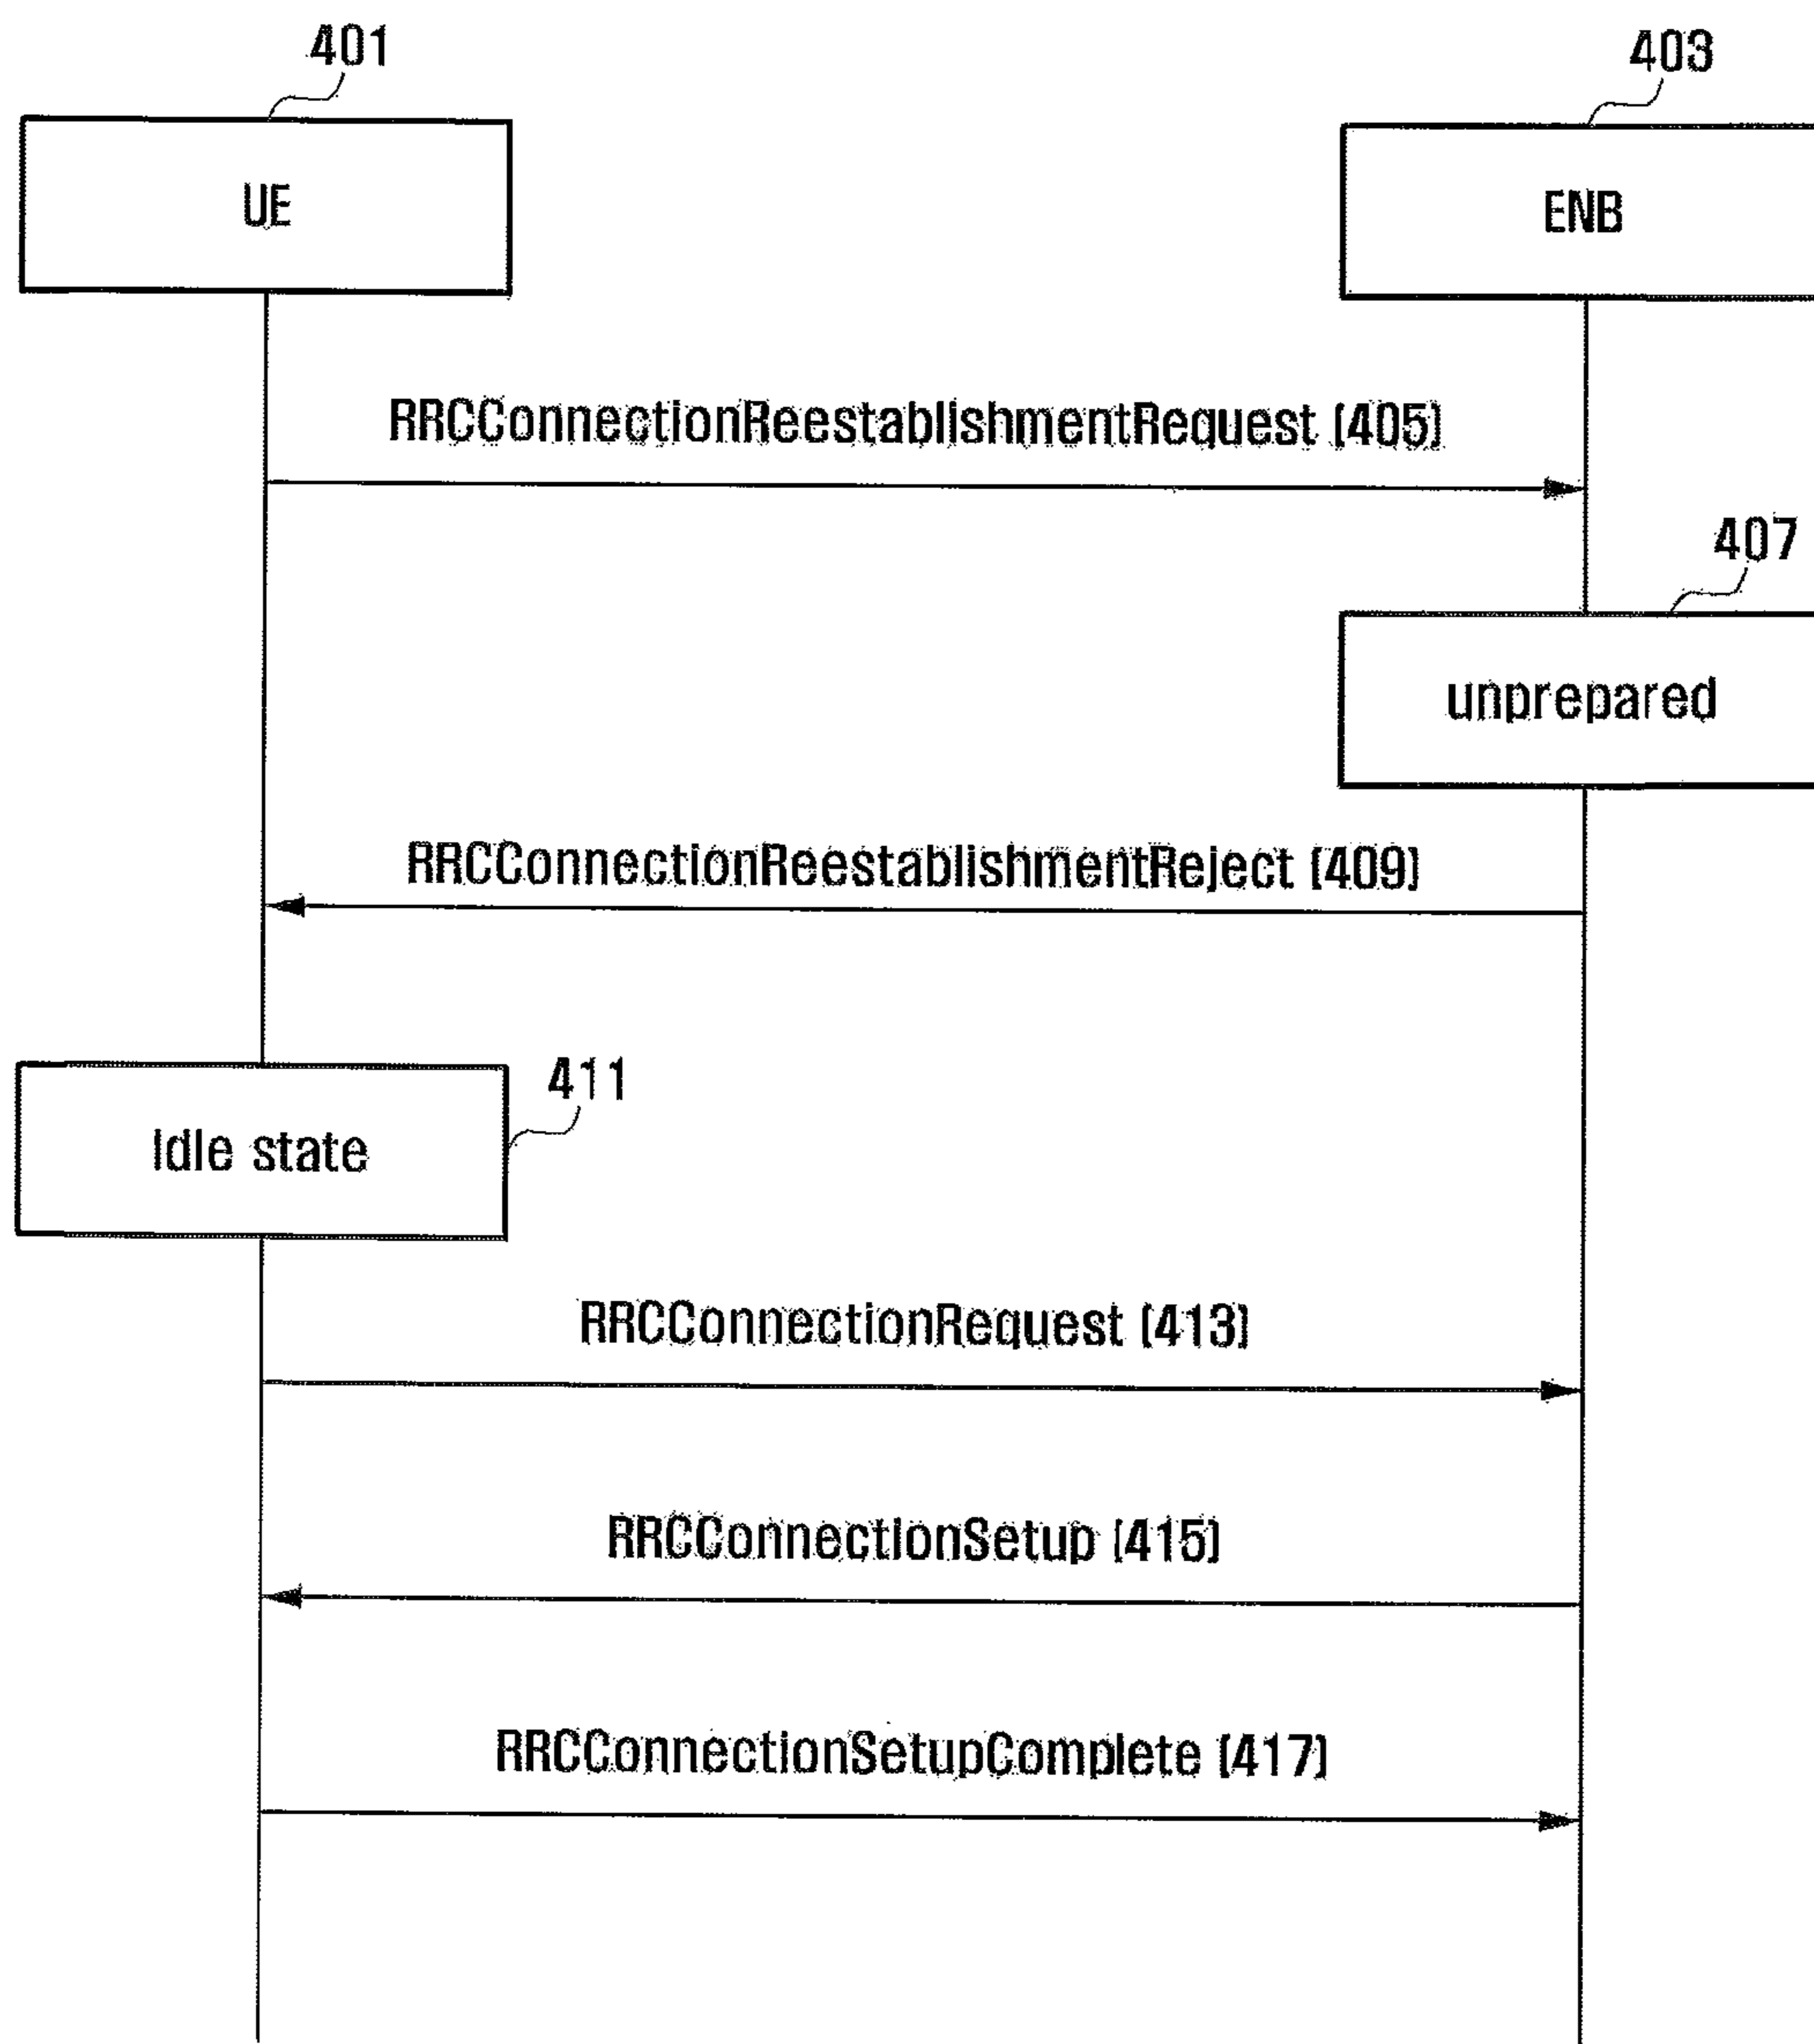 401
403
UE
ENB
RRCConnectionReestablishmentRequest (405)
407
unprepared
RRCConnectionReestablishmentReject (409)
411
Idle state
RRCConnectionRequest (413)
RRCConnectionSetup (415)
RRCConnectionSetupComplete (417)